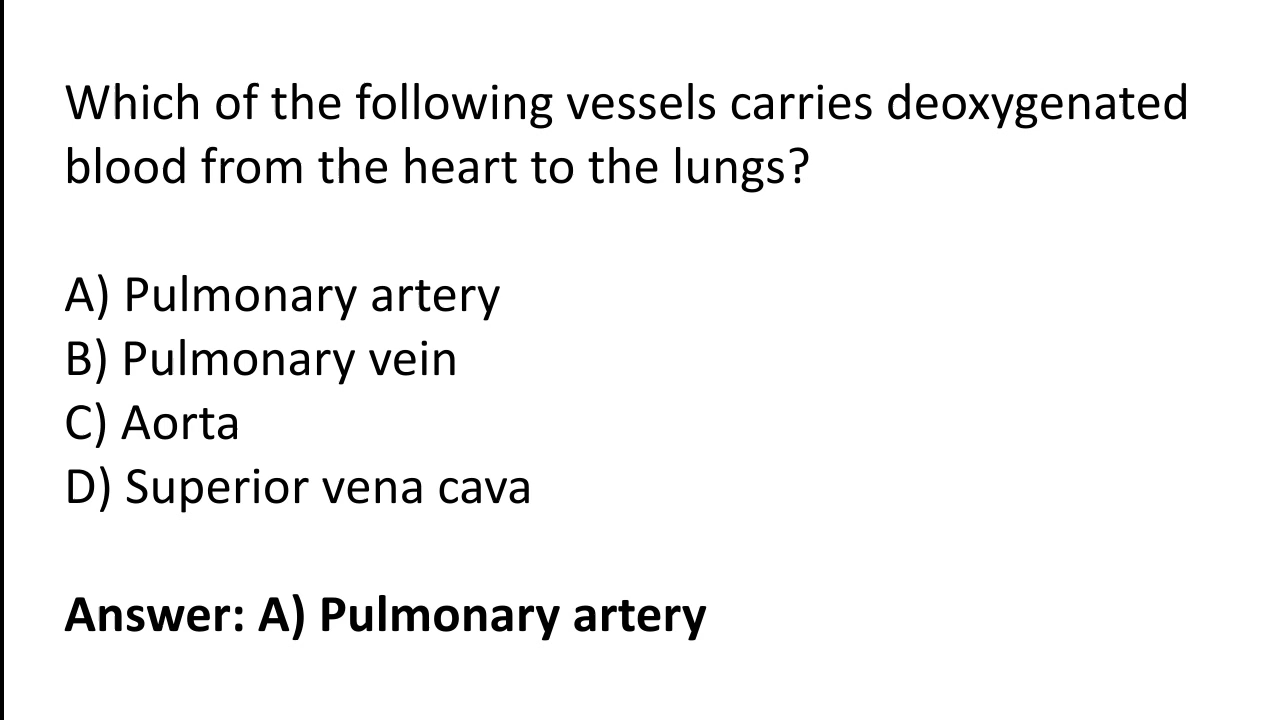 Which of the following vessels carries deoxygenated
blood from the heart to the lungs?
A) Pulmonary artery
B) Pulmonary vein
C) Aorta
D) Superior vena cava
Answer: A) Pulmonary artery